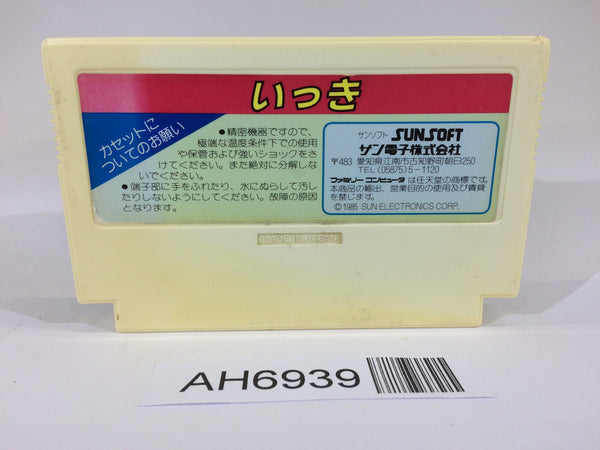 いっき
カセットに
ついてのお願い
●精密機器ですので、
極端な温度条件下での使用
や保管および強いショックをさ
けてください。また絶対に分解しな
いでください。
●端子部に手をふれたり、水にぬらして汚し
たりしないようにしてください。故障の原因
となります。
サンソフト SUNSOFT
サン電子株式会社
〒483 愛知県江南市古知野町朝日250
TEL(05875)5-1120
ファミリーコンピュータは任天堂の商標です。
本商品の輸出、営業目的の使用及び賃貸
を禁じます。
©1985 SUN ELECTRONICS CORP.
MADE IN JAPAN
AH6939